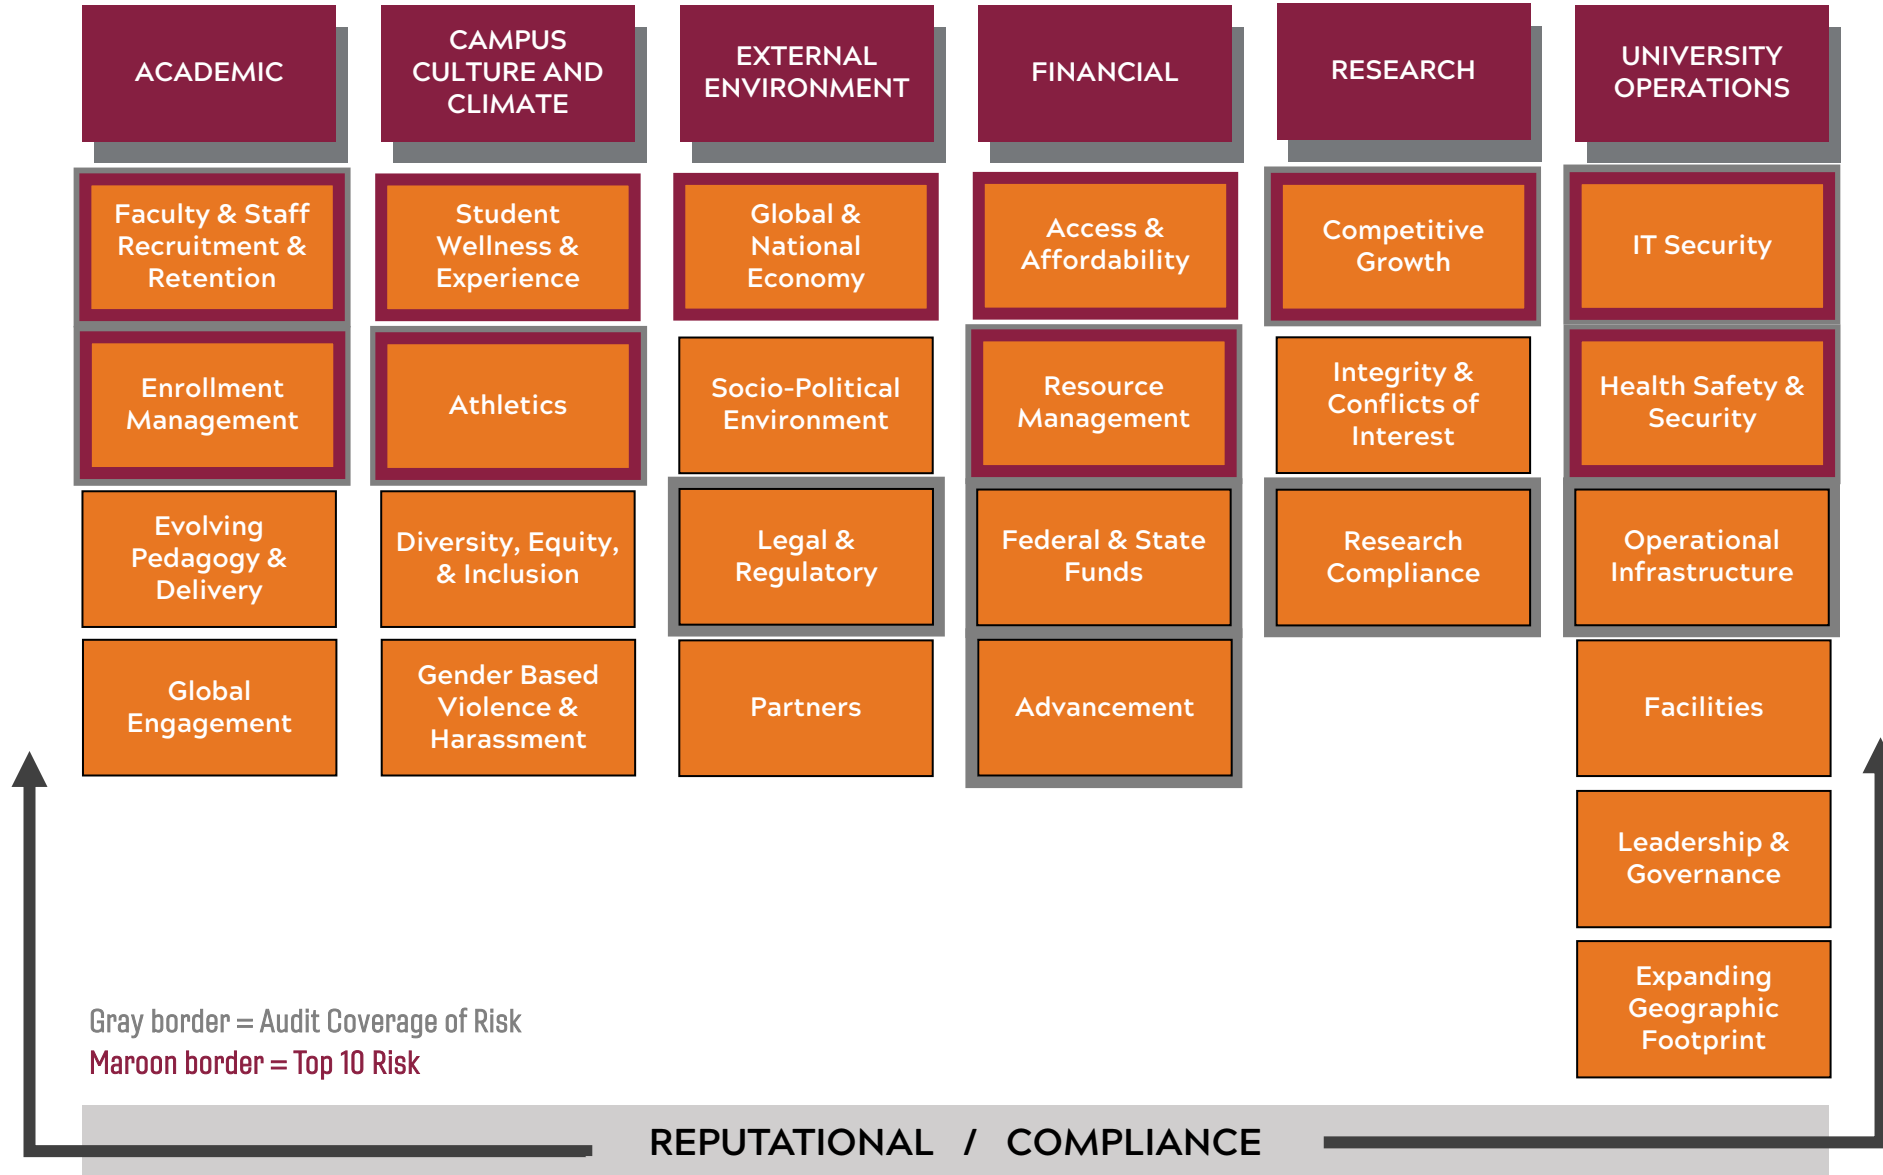 ACADEMIC
Faculty & Staff
Recruitment &
Retention
Enrollment
Management
Evolving
Pedagogy &
Delivery
Global
Engagement
CAMPUS
CULTURE AND
CLIMATE
Student
Wellness &
Experience
Athletics
Diversity, Equity,
& Inclusion
Gender Based
Violence &
Harassment
EXTERNAL
ENVIRONMENT
Global &
National
Economy
Socio-Political
Environment
Legal &
Regulatory
Partners
FINANCIAL
Access &
Affordability
Resource
Management
Federal & State
Funds
Advancement
RESEARCH
Competitive
Growth
Integrity &
Conflicts of
Interest
Research
Compliance
UNIVERSITY
OPERATIONS
IT Security
Health Safety &
Security
Operational
Infrastructure
Facilities
Leadership &
Governance
Expanding
Geographic
Footprint
Gray border = Audit Coverage of Risk
Maroon border = Top 10 Risk
REPUTATIONAL / COMPLIANCE